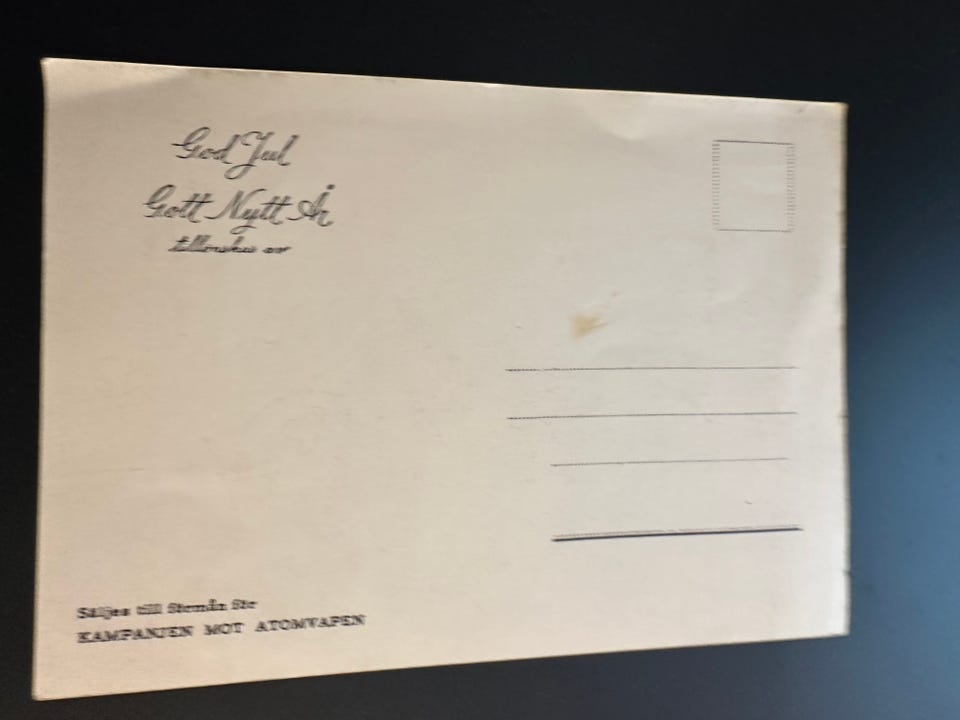 God Jul
Gott Nytt År
tillönskas av
Säljes till förmån för
KAMPANJEN MOT ATOMVAPEN